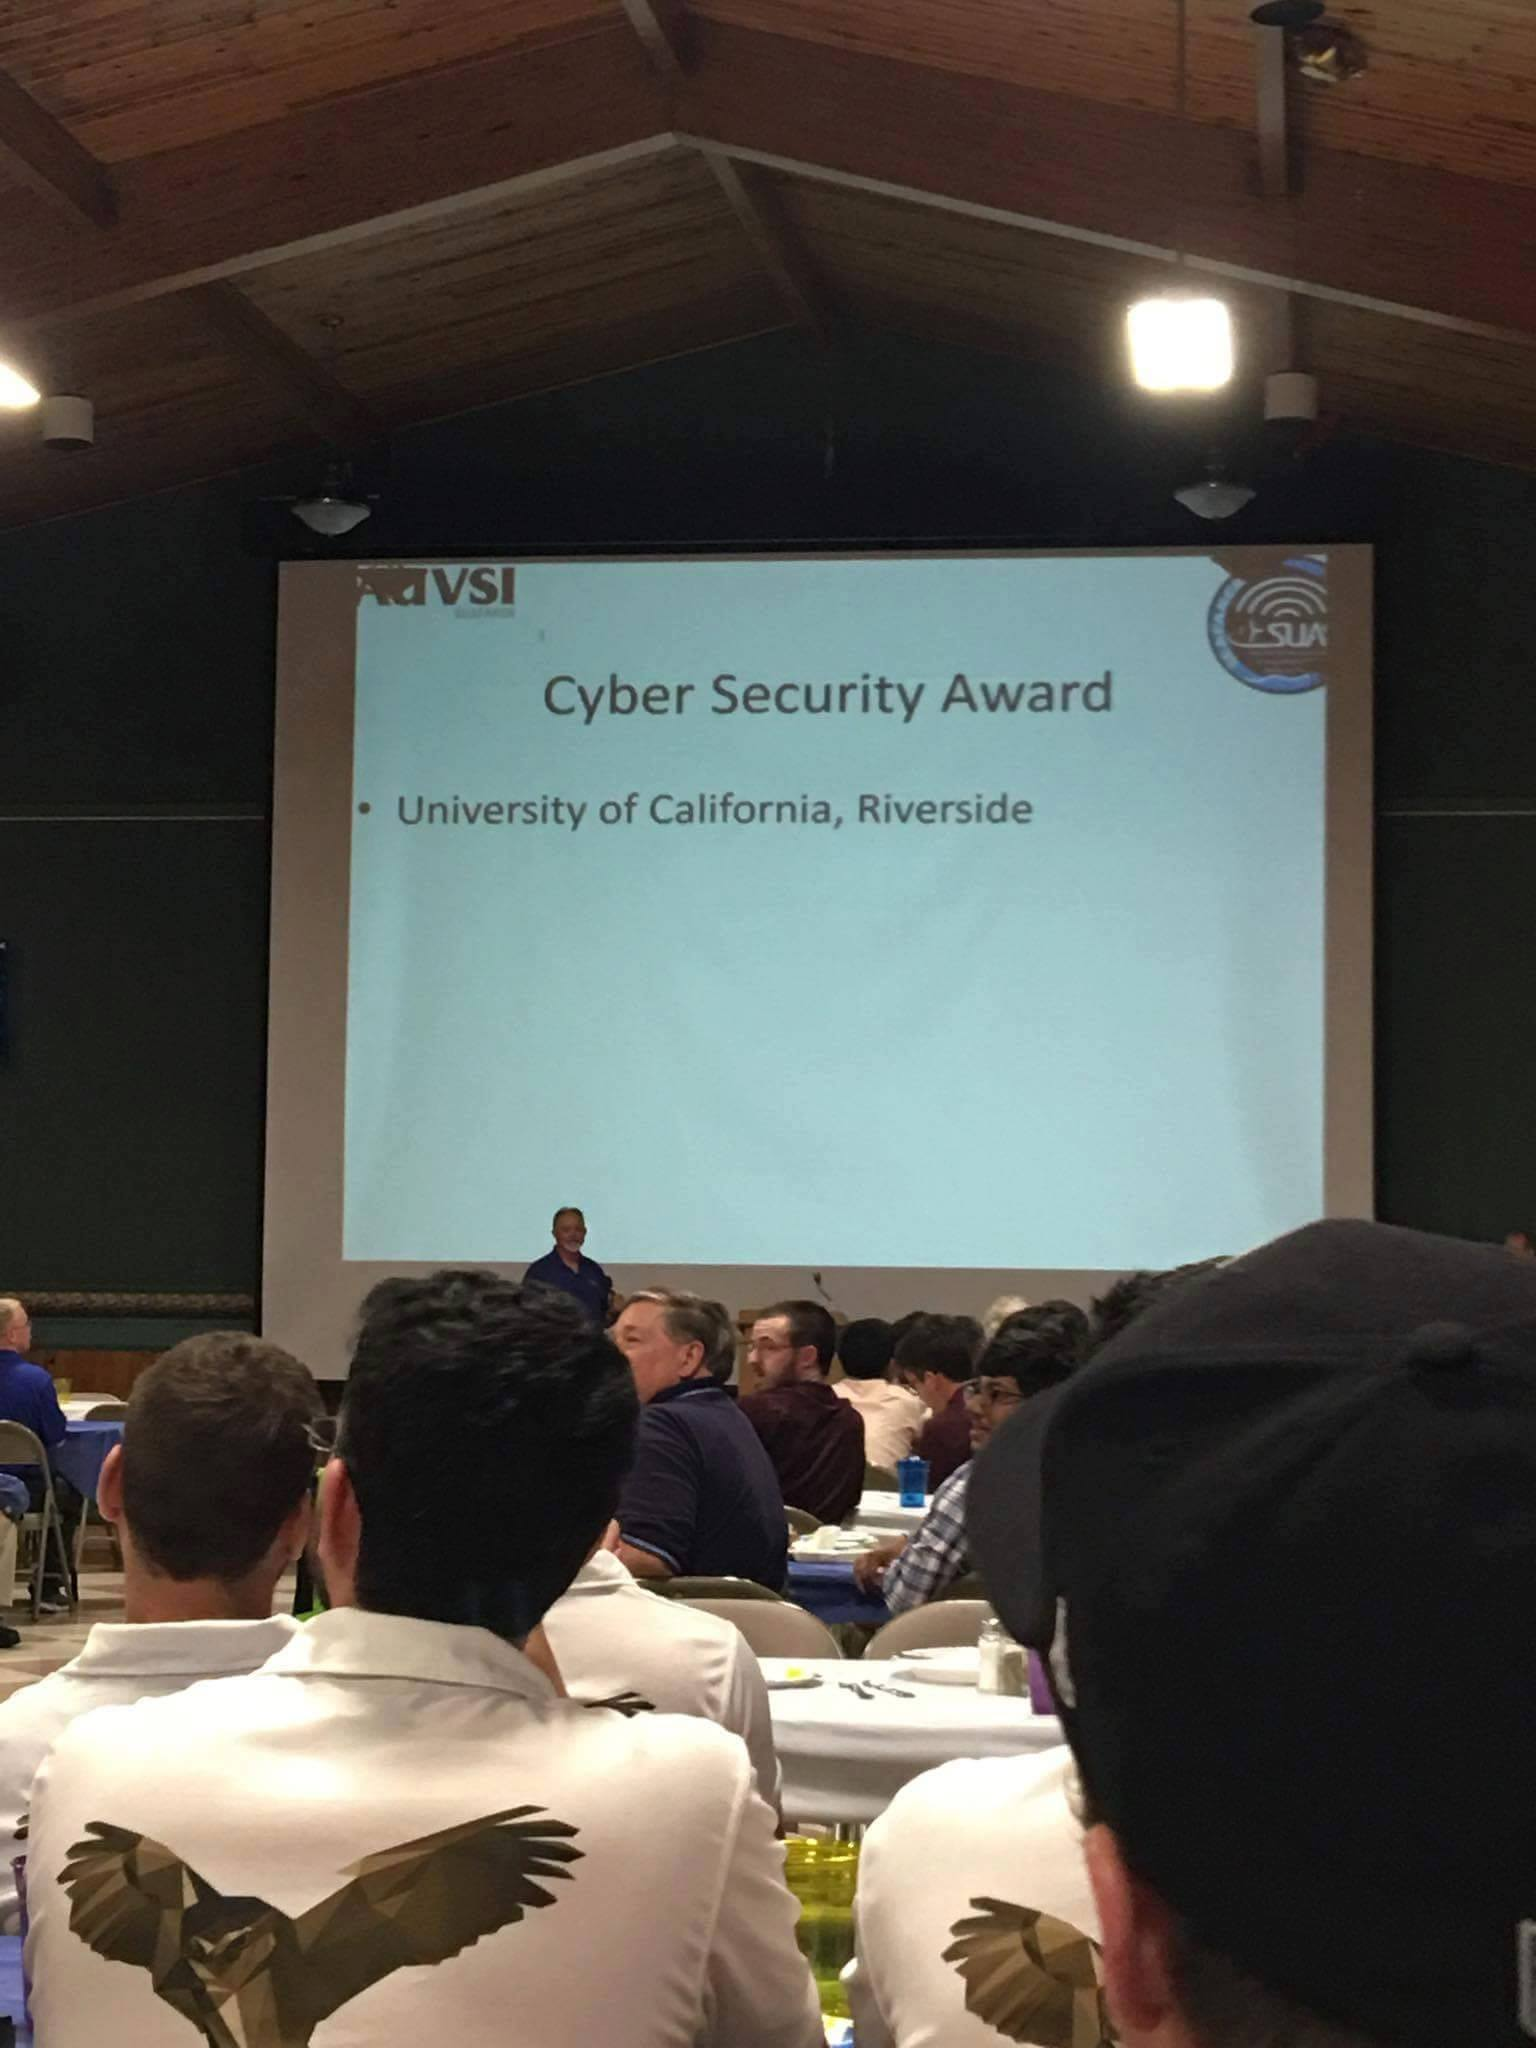 AUVSI
SUAS
Cyber Security Award
• University of California, Riverside